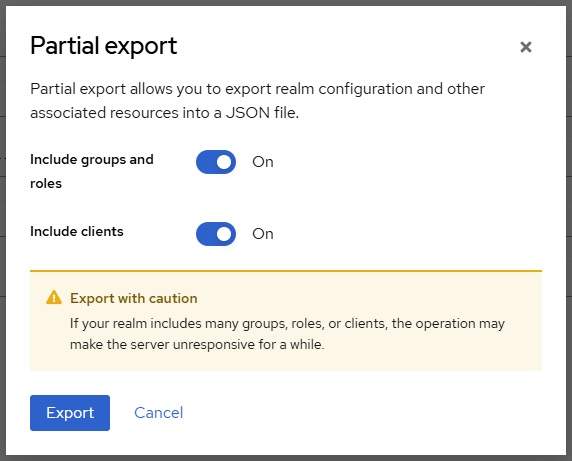 Partial export
Partial export allows you to export realm configuration and other
associated resources into a JSON file.
Include groups and
roles
On
Include clients
On
Export with caution
If your realm includes many groups, roles, or clients, the operation may
make the server unresponsive for a while.
Export
Cancel